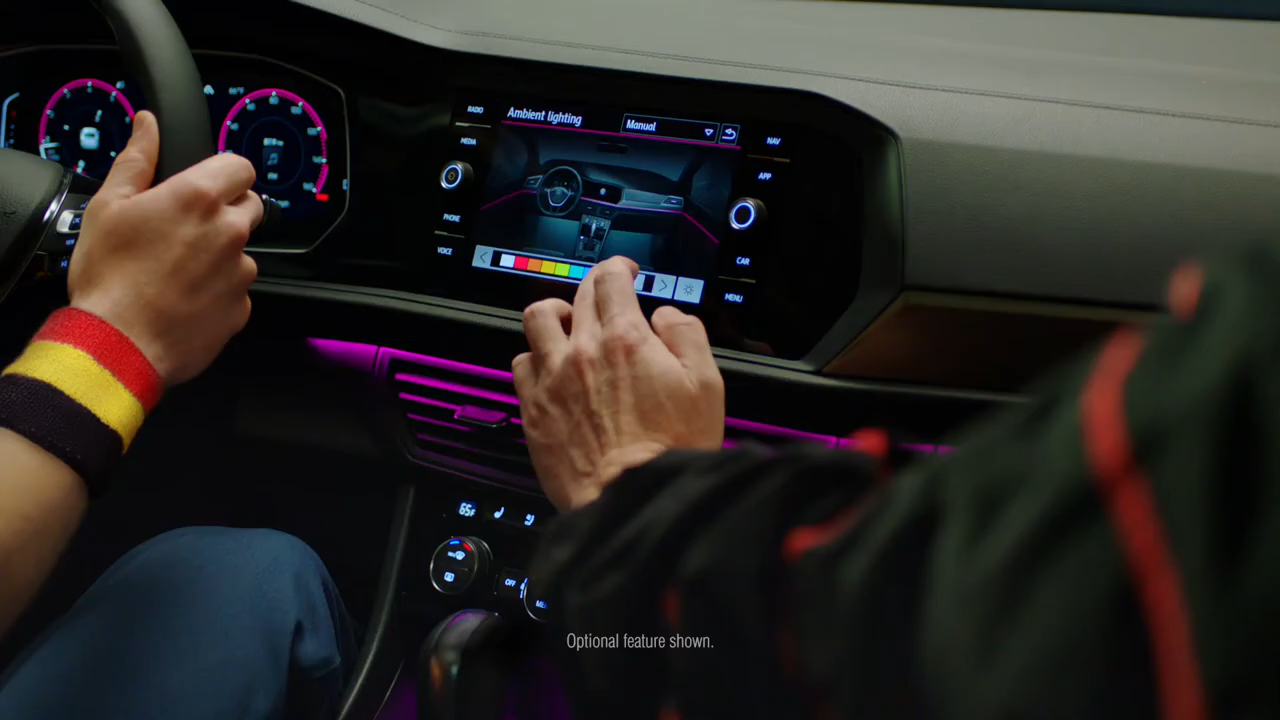 RADIO
Ambient lighting
Manual
NAV
MEDIA
APP
PHONE
CAR
VOICE
MENU
65F
OFF
Optional feature shown.